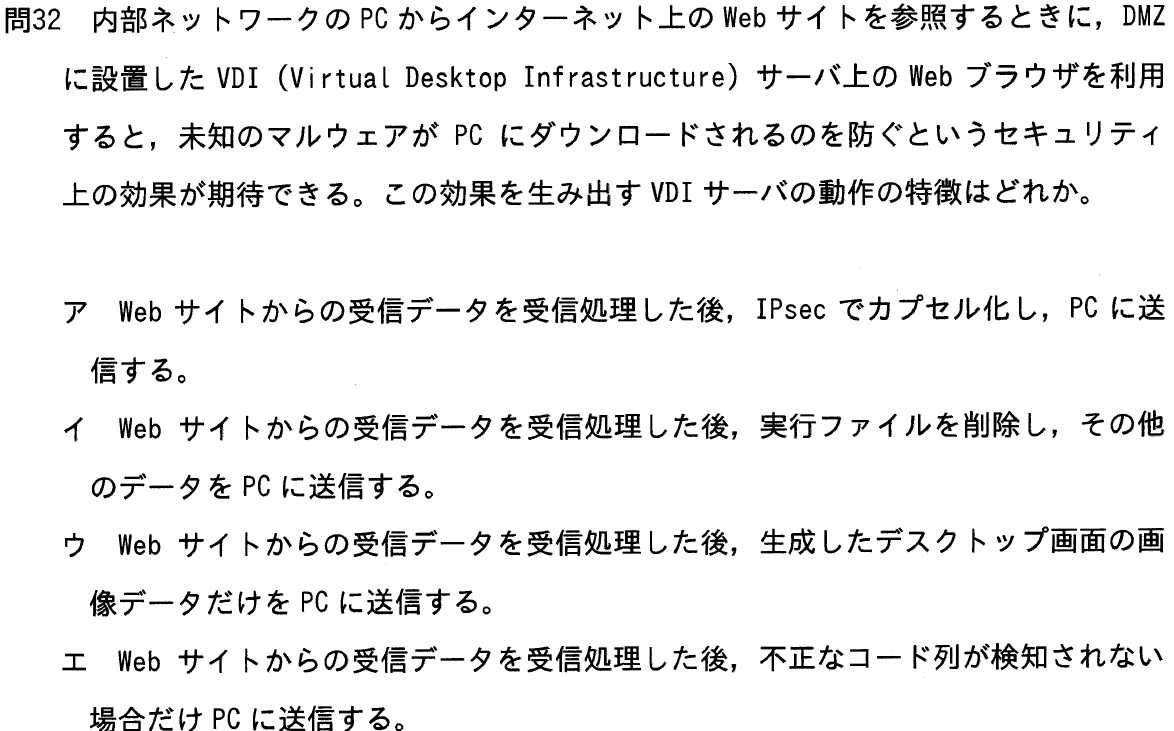 問32 内部ネットワークの PC からインターネット上の Web サイトを参照するときに，DMZ
に設置した VDI (Virtual Desktop Infrastructure) サーバ上の Web ブラウザを利用
すると，未知のマルウェアが PC にダウンロードされるのを防ぐというセキュリティ
上の効果が期待できる。この効果を生み出す VDI サーバの動作の特徴はどれか。
ア Web サイトからの受信データを受信処理した後，IPsec でカプセル化し，PC に送
信する。
イ Web サイトからの受信データを受信処理した後，実行ファイルを削除し，その他
のデータを PC に送信する。
ウ Web サイトからの受信データを受信処理した後，生成したデスクトップ画面の画
像データだけを PC に送信する。
エ Web サイトからの受信データを受信処理した後，不正なコード列が検知されない
場合だけ PC に送信する。